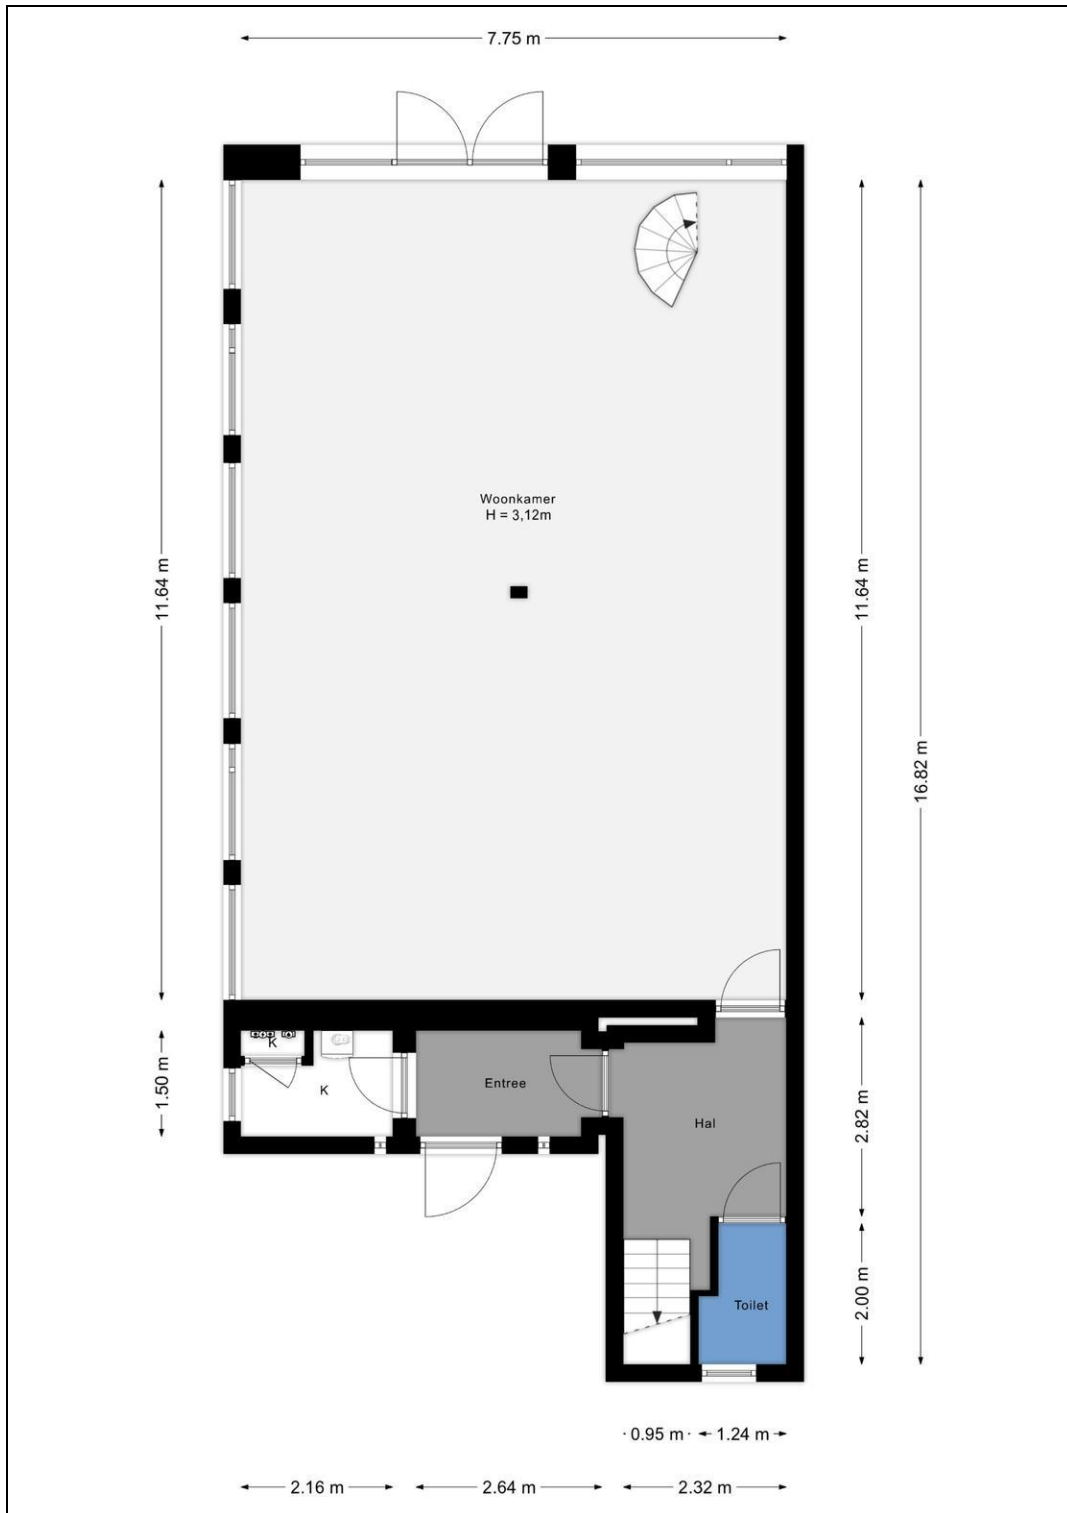 7.75 m
11.64 m
11.64 m
Woonkamer
H = 3,12m
16.82 m
K
K
1.50 m
Entree
Hal
2.82 m
Toilet
2.00 m
0.95 m
1.24 m
2.16 m
2.64 m
2.32 m